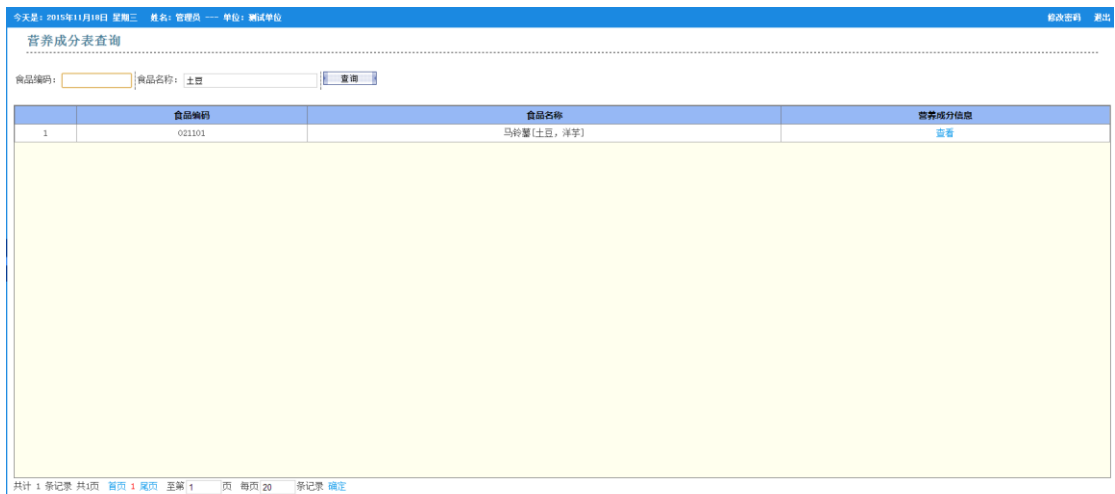 今天是: 2015年11月18日 星期三 姓名: 管理员 --- 单位: 测试单位 修改密码 退出
营养成分表查询
食品编码: 食品名称: 土豆 查询
食品编码 食品名称 营养成分信息
1 021101 马铃薯[土豆, 洋芋] 查看
共计 1 条记录 共1页 首页 1 尾页 至第 1 页 每页 20 条记录 确定